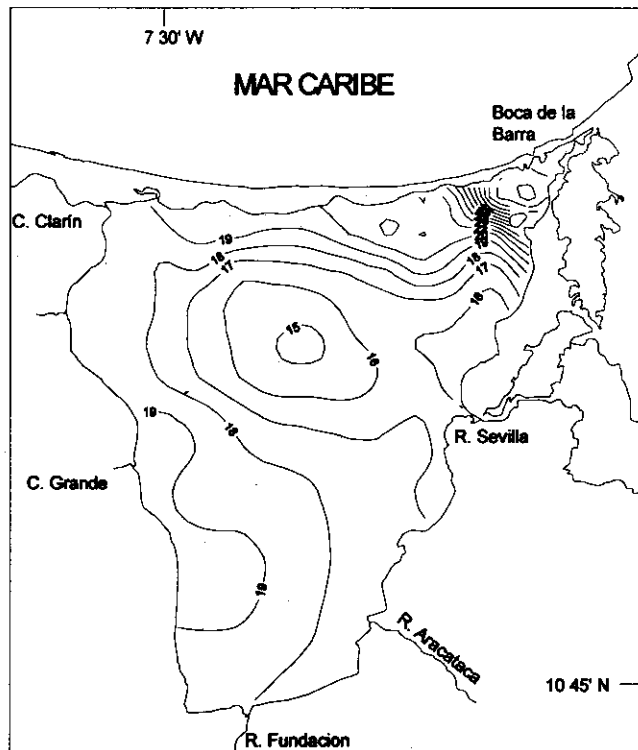 7 30' W
MAR CARIBE
Boca de la
Barra
C. Clarín
19
18
17
18
17
16
15
16
R. Sevilla
19
18
C. Grande
19
R. Aracataca
10 45' N
R. Fundacion